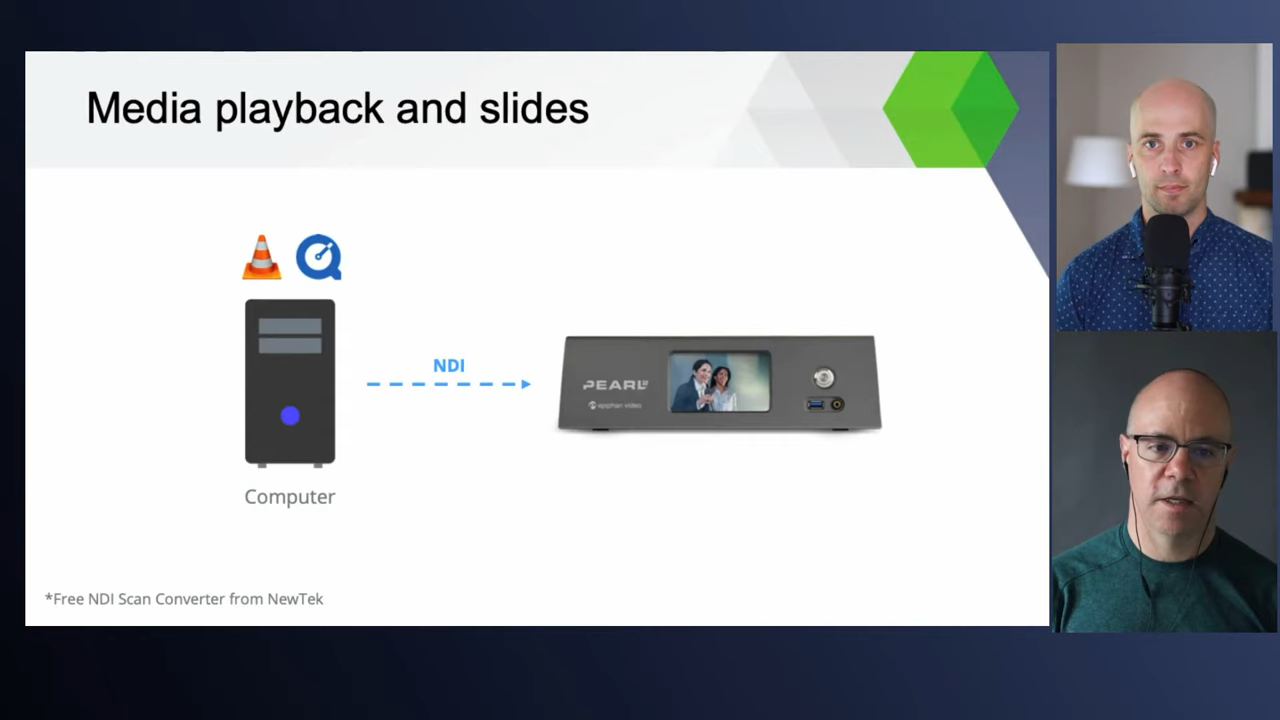 Media playback and slides
NDI
PEARL
epiphan video
Computer
*Free NDI Scan Converter from NewTek